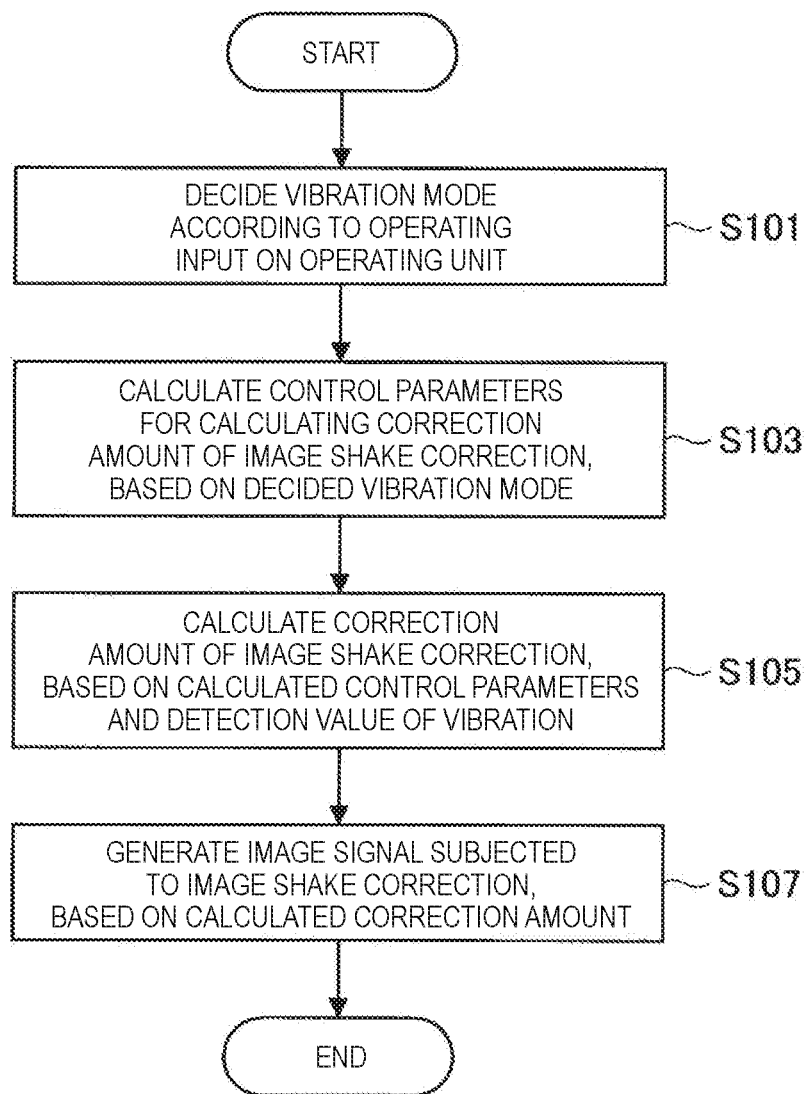 START
DECIDE VIBRATION MODE
ACCORDING TO OPERATING
INPUT ON OPERATING UNIT
S101
CALCULATE CONTROL PARAMETERS
FOR CALCULATING CORRECTION
AMOUNT OF IMAGE SHAKE CORRECTION,
BASED ON DECIDED VIBRATION MODE
S103
CALCULATE CORRECTION
AMOUNT OF IMAGE SHAKE CORRECTION,
BASED ON CALCULATED CONTROL PARAMETERS
AND DETECTION VALUE OF VIBRATION
S105
GENERATE IMAGE SIGNAL SUBJECTED
TO IMAGE SHAKE CORRECTION,
BASED ON CALCULATED CORRECTION AMOUNT
S107
END